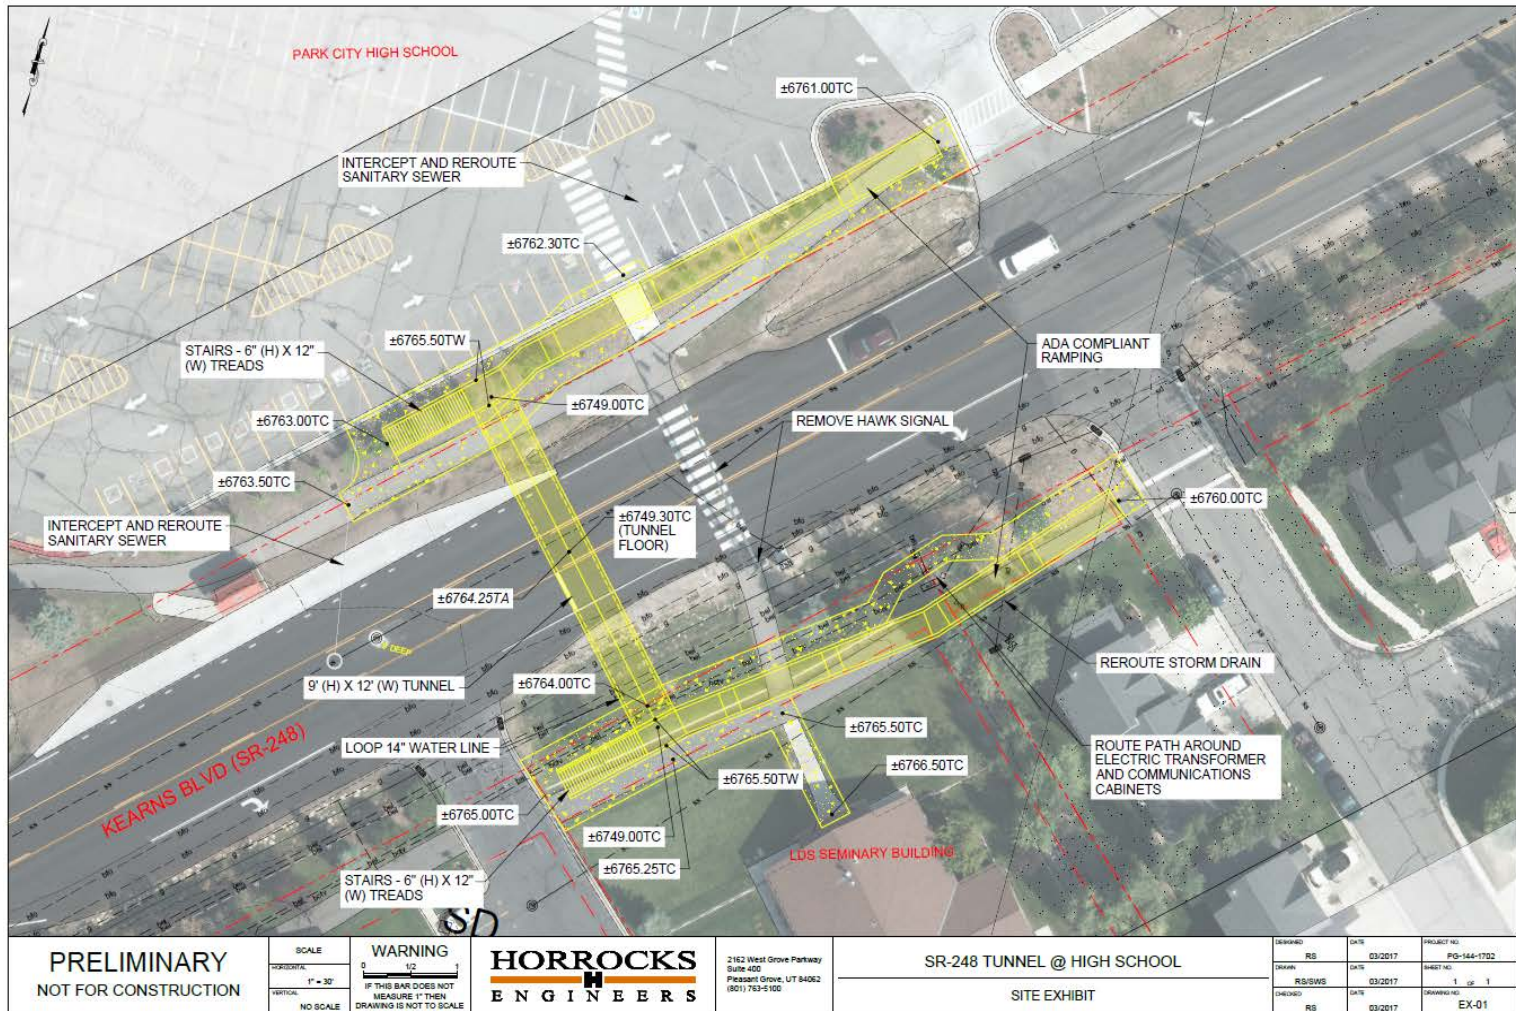 PARK CITY HIGH SCHOOL
±6761.00TC
INTERCEPT AND REROUTE
SANITARY SEWER
±6762.30TC
±6765.50TW
STAIRS - 6" (H) X 12"
(W) TREADS
ADA COMPLIANT
RAMPING
±6749.00TC
±6763.00TC
REMOVE HAWK SIGNAL
±6763.50TC
±6760.00TC
INTERCEPT AND REROUTE
SANITARY SEWER
±6749.30TC
(TUNNEL
FLOOR)
±6764.25TA
DEEP
9' (H) X 12' (W) TUNNEL
±6764.00TC
REROUTE STORM DRAIN
±6765.50TC
LOOP 14" WATER LINE
KEARNS BLVD (SR-248)
±6765.50TW
±6766.50TC
ROUTE PATH AROUND
ELECTRIC TRANSFORMER
AND COMMUNICATIONS
CABINETS
±6765.00TC
±6749.00TC
±6765.25TC
LDS SEMINARY BUILDING
STAIRS - 6" (H) X 12"
(W) TREADS
SD
PRELIMINARY
NOT FOR CONSTRUCTION
SCALE
HORIZONTAL
1" = 30'
VERTICAL
NO SCALE
WARNING
0 1/2 1
IF THIS BAR DOES NOT
MEASURE 1" THEN
DRAWING IS NOT TO SCALE
HORROCKS
H
ENGINEERS
2162 West Grove Parkway
Suite 400
Pleasant Grove, UT 84062
(801) 763-5100
SR-248 TUNNEL @ HIGH SCHOOL
SITE EXHIBIT
DESIGNED DATE PROJECT NO.
RS 03/2017 PG-144-1702
DRAWN DATE SHEET NO.
RS/SWS 03/2017 1 OF 1
CHECKED DATE DRAWING NO.
RS 03/2017 EX-01